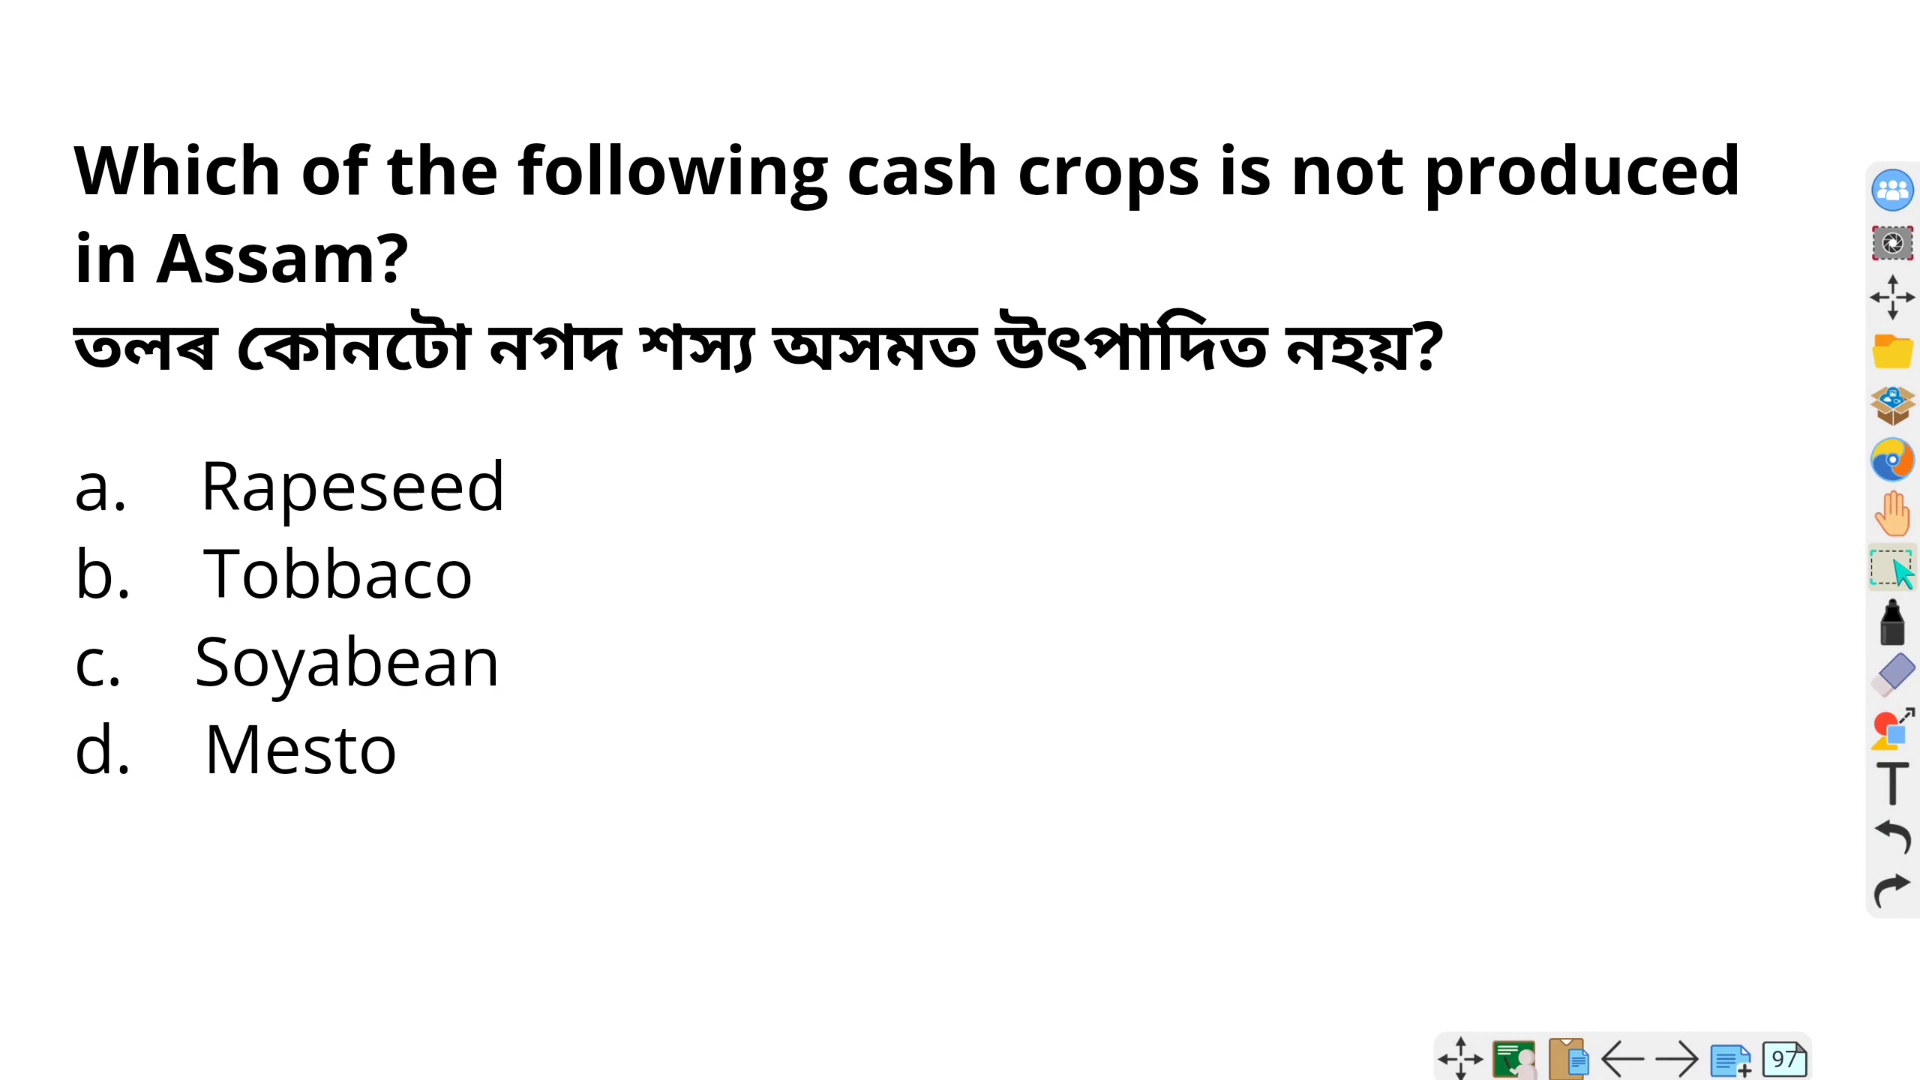 Which of the following cash crops is not produced
in Assam?
তলৰ কোনটো নগদ শস্য অসমত উৎপাদিত নহয়?
a. Rapeseed
b. Tobbaco
c. Soyabean
d. Mesto
T
97